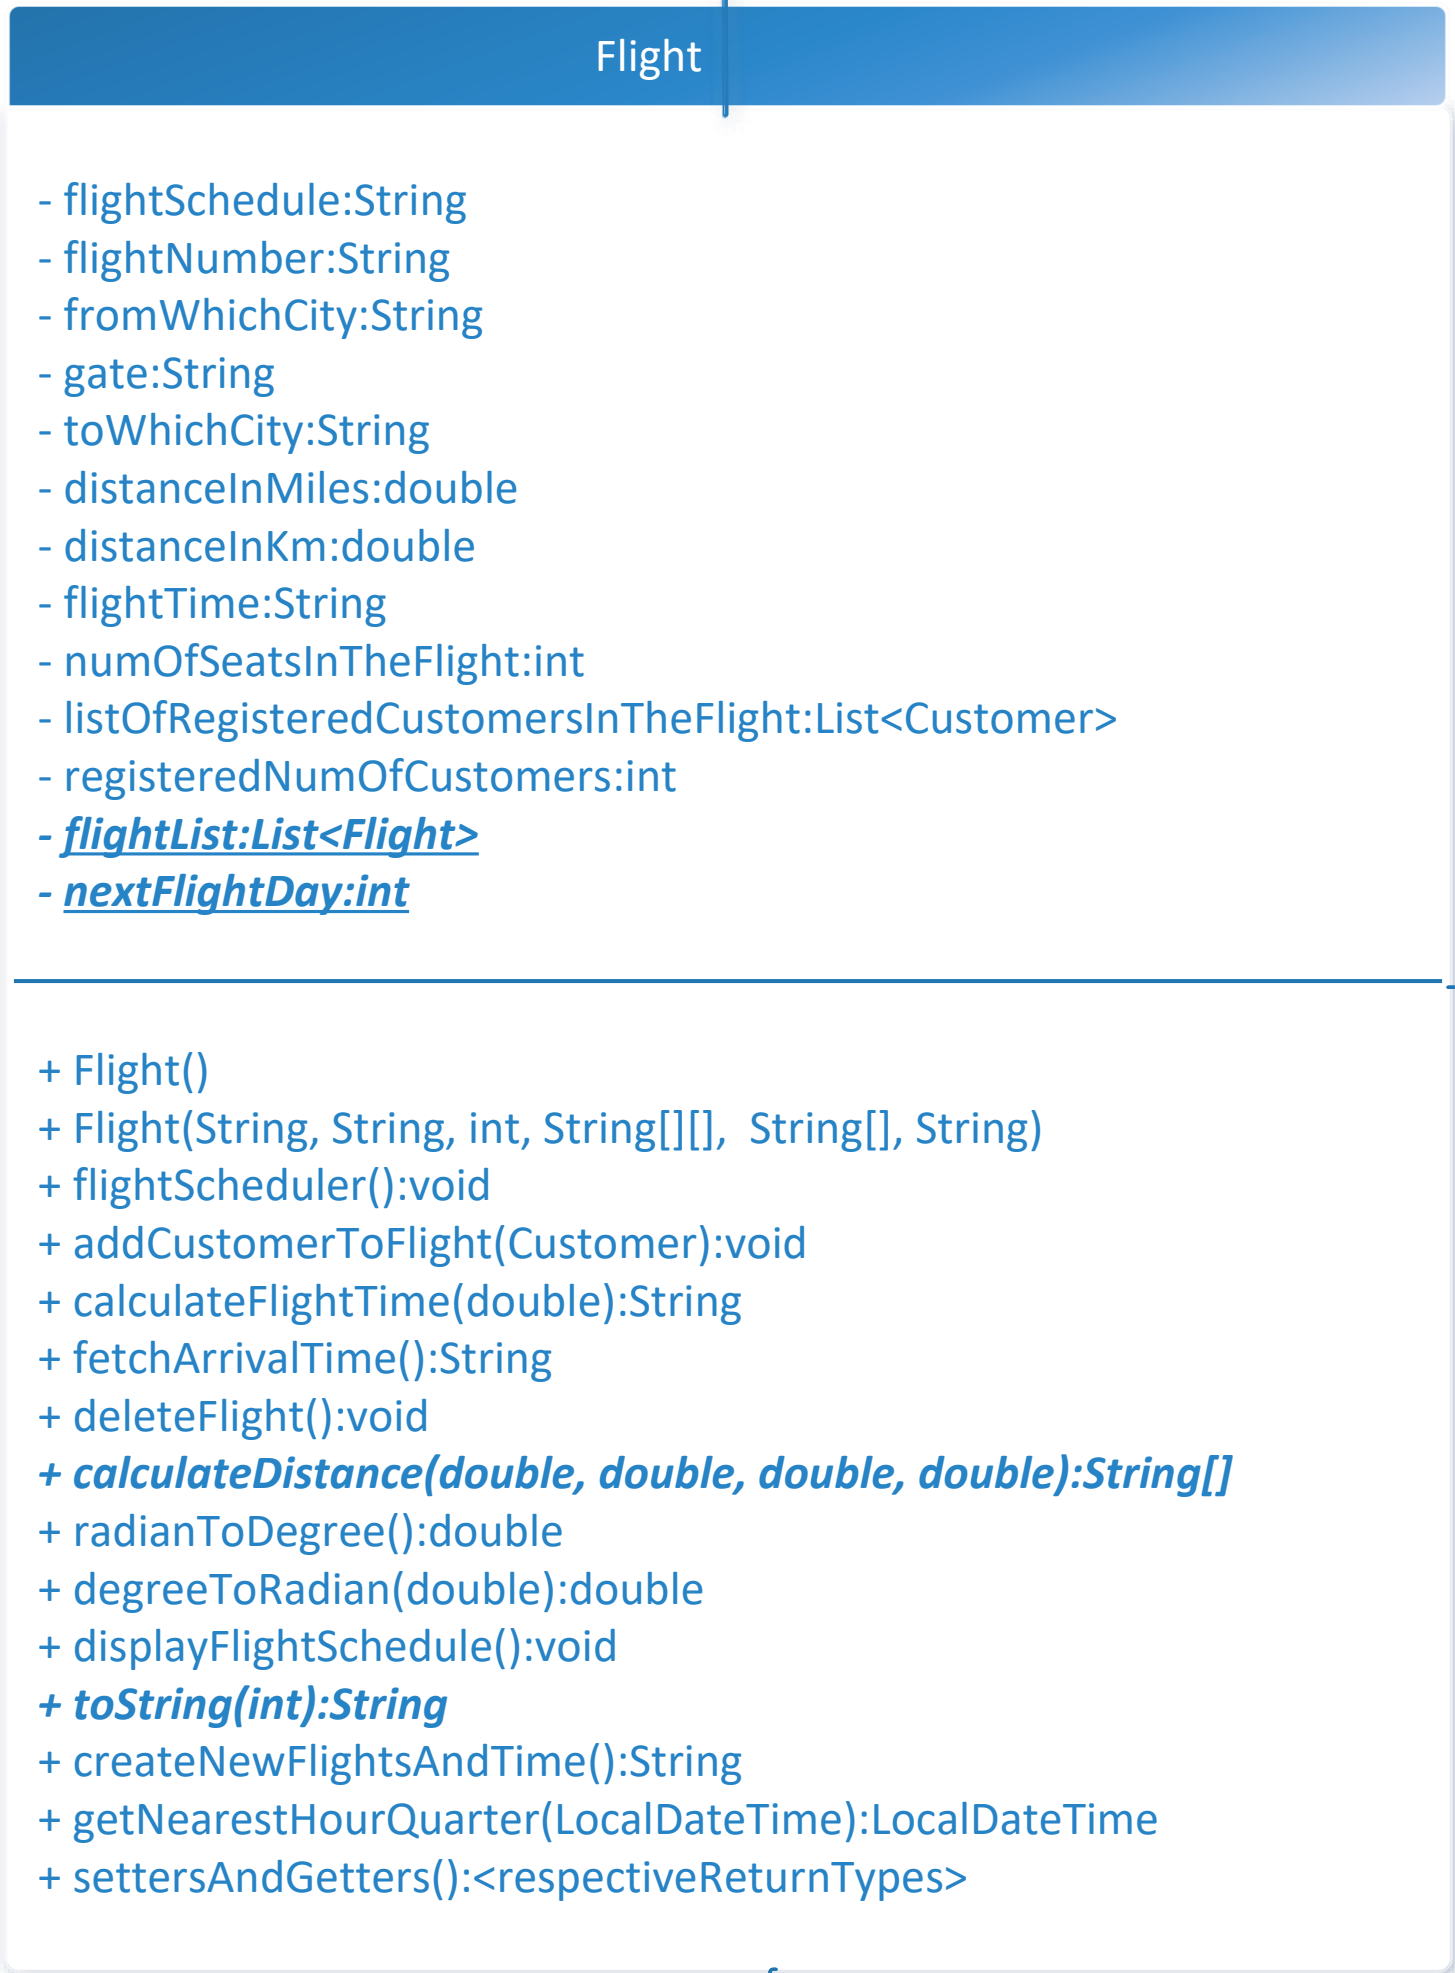 Flight
- flightSchedule:String
- flightNumber:String
- fromWhichCity:String
- gate:String
- toWhichCity:String
- distanceInMiles:double
- distanceInKm:double
- flightTime:String
- numOfSeatsInTheFlight:int
- listOfRegisteredCustomersInTheFlight:List<Customer>
- registeredNumOfCustomers:int
- flightList:List<Flight>
- nextFlightDay:int
+ Flight()
+ Flight(String, String, int, String[][],  String[], String)
+ flightScheduler():void
+ addCustomerToFlight(Customer):void
+ calculateFlightTime(double):String
+ fetchArrivalTime():String
+ deleteFlight():void
+ calculateDistance(double, double, double, double):String[]
+ radianToDegree():double
+ degreeToRadian(double):double
+ displayFlightSchedule():void
+ toString(int):String
+ createNewFlightsAndTime():String
+ getNearestHourQuarter(LocalDateTime):LocalDateTime
+ settersAndGetters():<respectiveReturnTypes>